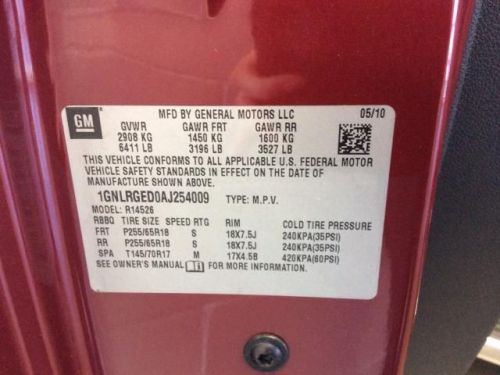 GM
MFD BY GENERAL MOTORS LLC 05/10
GVWR GAWR FRT GAWR RR
2908 KG 1450 KG 1600 KG
6411 LB 3196 LB 3527 LB
THIS VEHICLE CONFORMS TO ALL APPLICABLE U.S. FEDERAL MOTOR
VEHICLE SAFETY STANDARDS IN EFFECT ON THE DATE OF
MANUFACTURE SHOWN ABOVE.
1GNLRGED0AJ254009 TYPE: M.P.V.
MODEL: R14526
RBBQ TIRE SIZE SPEED RTG RIM COLD TIRE PRESSURE
FRT P255/65R18 S 18X7.5J 240KPA(35PSI)
RR P255/65R18 S 18X7.5J 240KPA(35PSI)
SPA T145/70R17 M 17X4.5B 420KPA(60PSI)
SEE OWNER'S MANUAL FOR MORE INFORMATION.